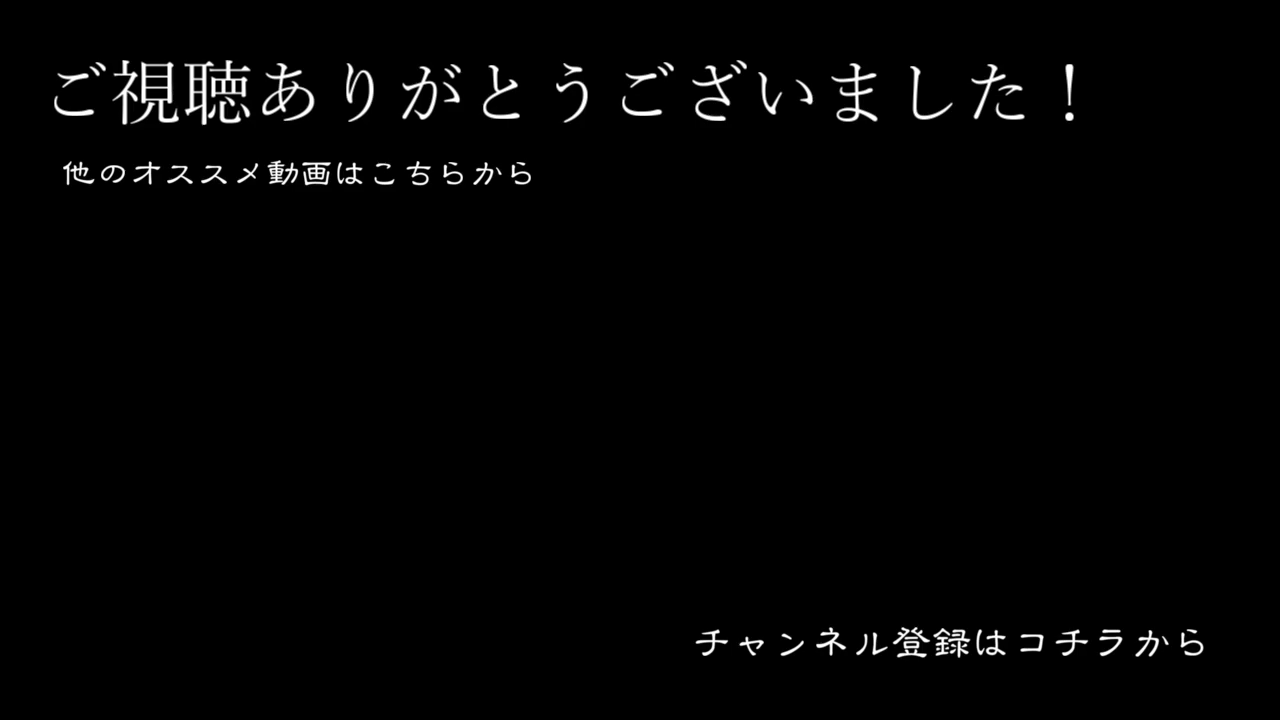 ご視聴ありがとうございました！
他のオススメ動画はこちらから
チャンネル登録はコチラから